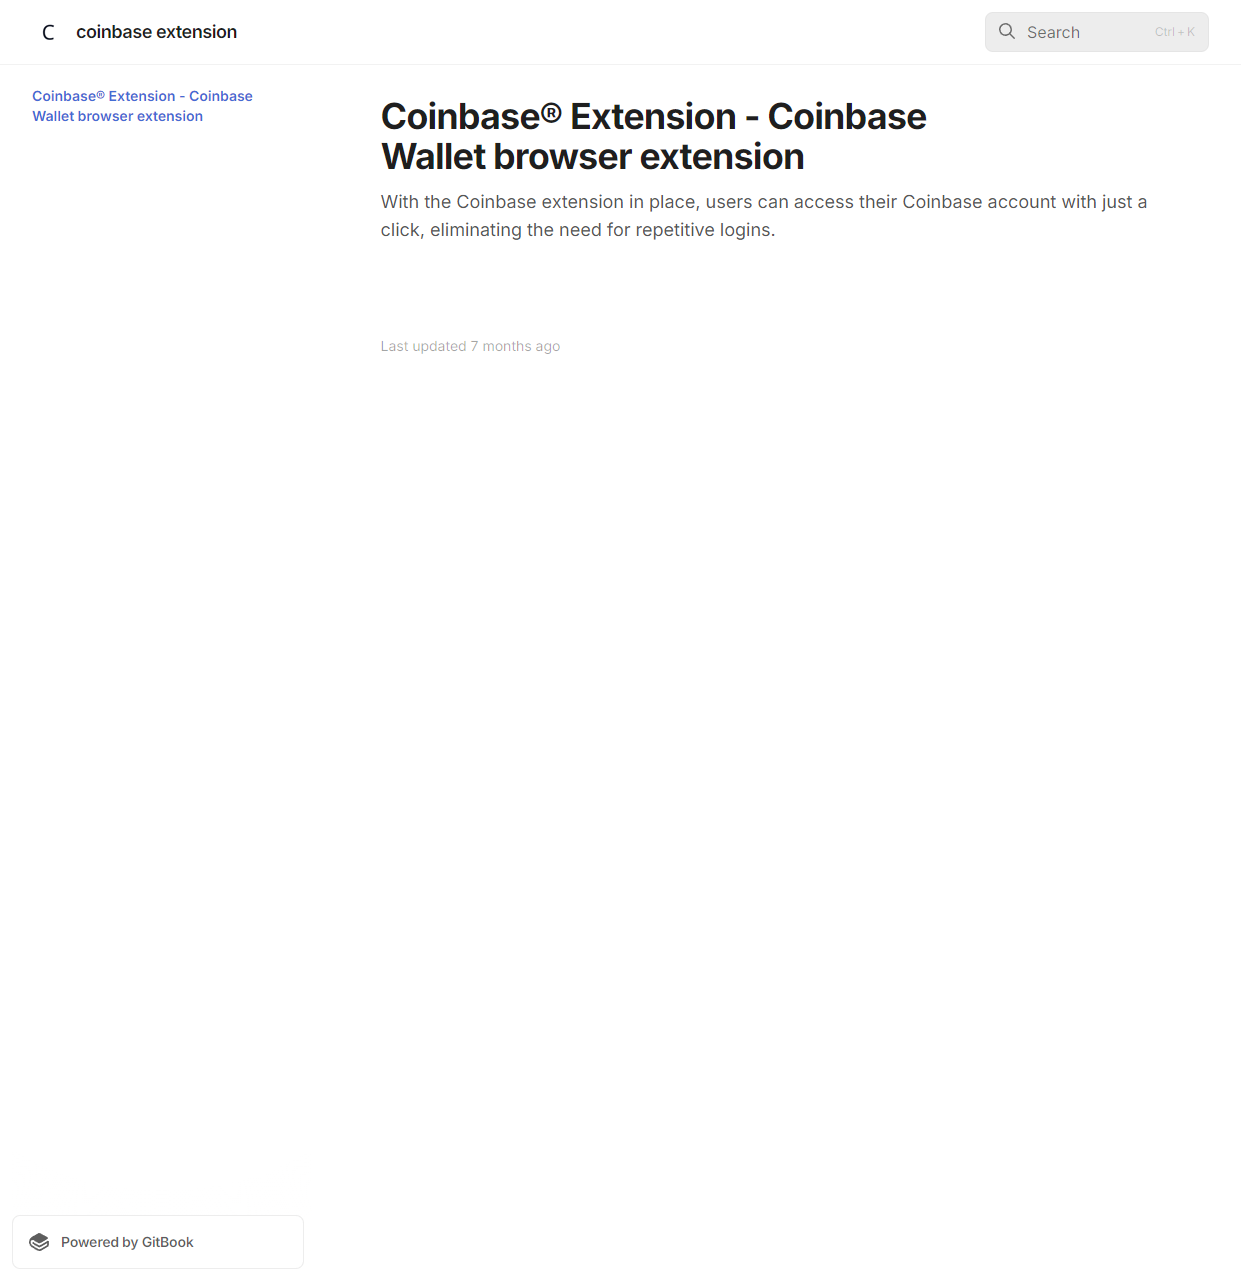 C coinbase extension
Search Ctrl + K
Coinbase® Extension - Coinbase
Wallet browser extension
Coinbase® Extension - Coinbase
Wallet browser extension
With the Coinbase extension in place, users can access their Coinbase account with just a
click, eliminating the need for repetitive logins.
Last updated 7 months ago
Powered by GitBook